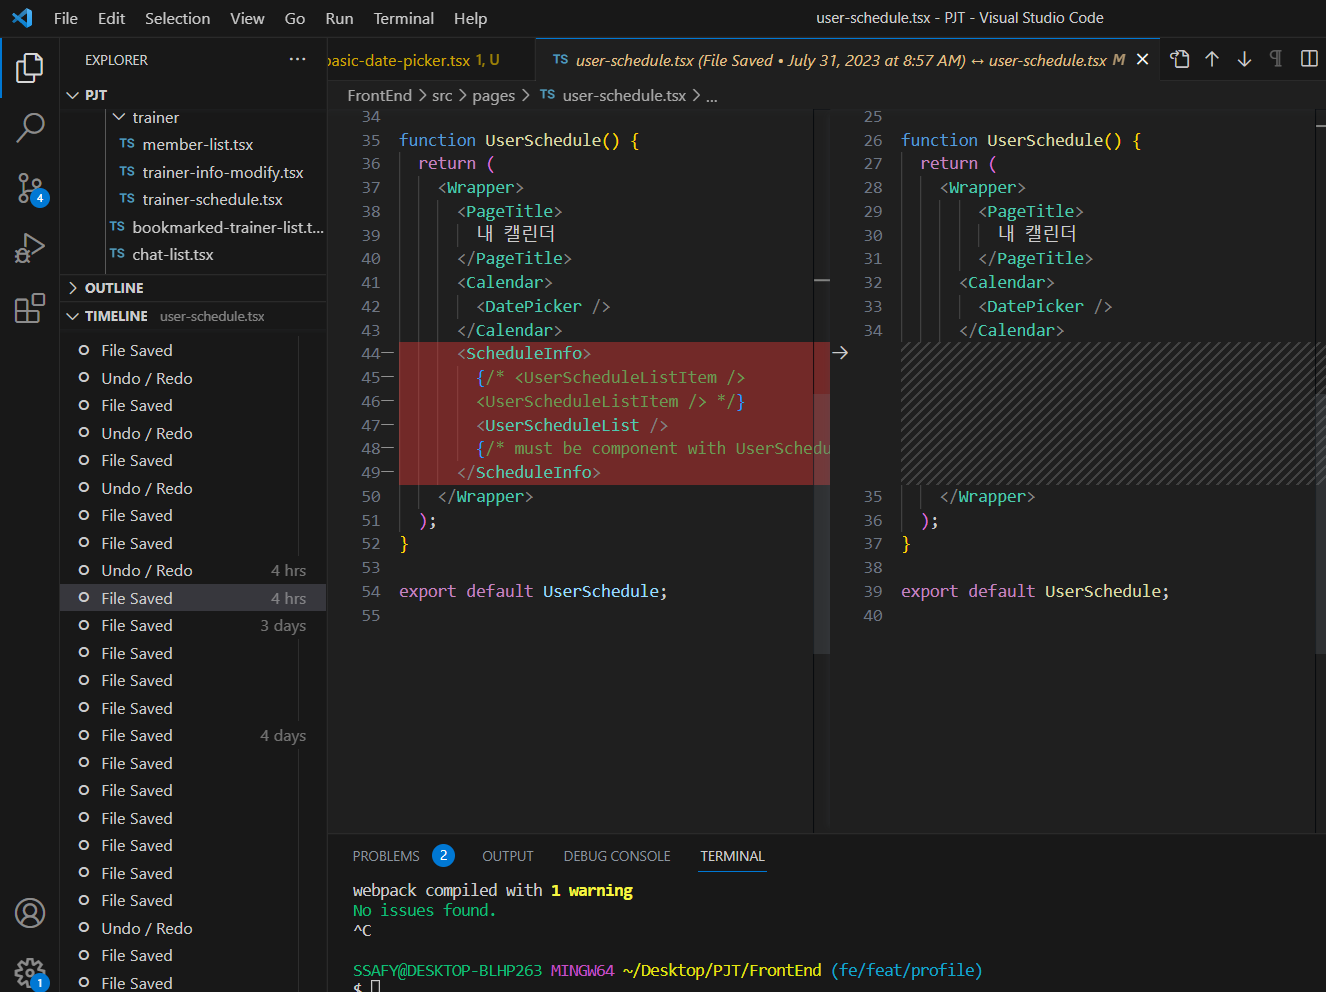 File Edit Selection View Go Run Terminal Help
user-schedule.tsx - PJT - Visual Studio Code
EXPLORER
PJT
trainer
TS member-list.tsx
TS trainer-info-modify.tsx
TS trainer-schedule.tsx
TS bookmarked-trainer-list.t...
TS chat-list.tsx
OUTLINE
TIMELINE user-schedule.tsx
File Saved
Undo / Redo
File Saved
Undo / Redo
File Saved
Undo / Redo
File Saved
File Saved
Undo / Redo 4 hrs
File Saved 4 hrs
File Saved 3 days
File Saved
File Saved
File Saved
File Saved 4 days
File Saved
File Saved
File Saved
File Saved
File Saved
File Saved
Undo / Redo
File Saved
File Saved
4
1
basic-date-picker.tsx 1, U
TS user-schedule.tsx (File Saved • July 31, 2023 at 8:57 AM) ↔ user-schedule.tsx M
FrontEnd > src > pages > TS user-schedule.tsx > ...
34
35 function UserSchedule() {
36 return (
37 <Wrapper>
38 <PageTitle>
39 내 캘린더
40 </PageTitle>
41 <Calendar>
42 <DatePicker />
43 </Calendar>
44— <ScheduleInfo>
45— {/* <UserScheduleListItem />
46— <UserScheduleListItem /> */}
47— <UserScheduleList />
48— {/* must be component with UserSchedu
49— </ScheduleInfo>
50 </Wrapper>
51 );
52 }
53
54 export default UserSchedule;
55
25
26 function UserSchedule() {
27 return (
28 <Wrapper>
29 <PageTitle>
30 내 캘린더
31 </PageTitle>
32 <Calendar>
33 <DatePicker />
34 </Calendar>
35 </Wrapper>
36 );
37 }
38
39 export default UserSchedule;
40
PROBLEMS 2 OUTPUT DEBUG CONSOLE TERMINAL
webpack compiled with 1 warning
No issues found.
^C
SSAFY@DESKTOP-BLHP263 MINGW64 ~/Desktop/PJT/FrontEnd (fe/feat/profile)
$